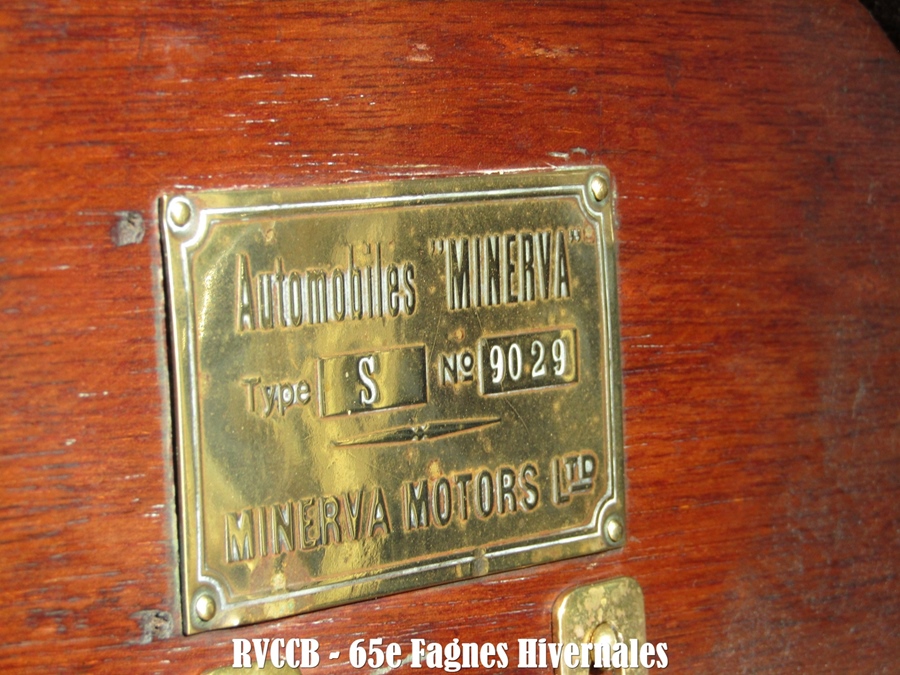 Automobiles "MINERVA"
Type S No 9029
MINERVA MOTORS LTD
RVCCB - 65e Fagnes Hivernales